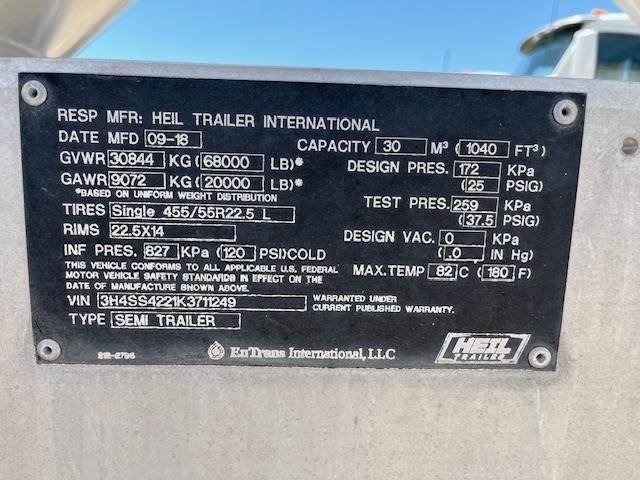 RESP MFR: HEIL TRAILER INTERNATIONAL
DATE MFD 09-18
CAPACITY 30 M³ (1040 FT³)
GVWR 30844 KG (68000 LB)*
DESIGN PRES. 172 KPa
(25 PSIG)
GAWR 9072 KG (20000 LB)*
*BASED ON UNIFORM WEIGHT DISTRIBUTION
TEST PRES. 259 KPa
(37.5 PSIG)
TIRES Single 455/55R22.5 L
RIMS 22.5X14
DESIGN VAC. 0 KPa
(.0 IN Hg)
INF PRES. 827 KPa (120 PSI)COLD
MAX.TEMP 82 C (180 F)
THIS VEHICLE CONFORMS TO ALL APPLICABLE U.S. FEDERAL
MOTOR VEHICLE SAFETY STANDARDS IN EFFECT ON THE
DATE OF MANUFACTURE SHOWN ABOVE.
VIN 3H4SS4221K3711249
WARRANTED UNDER
CURRENT PUBLISHED WARRANTY.
TYPE SEMI TRAILER
812-2796
EnTrans International, LLC
HEIL
TRAILER